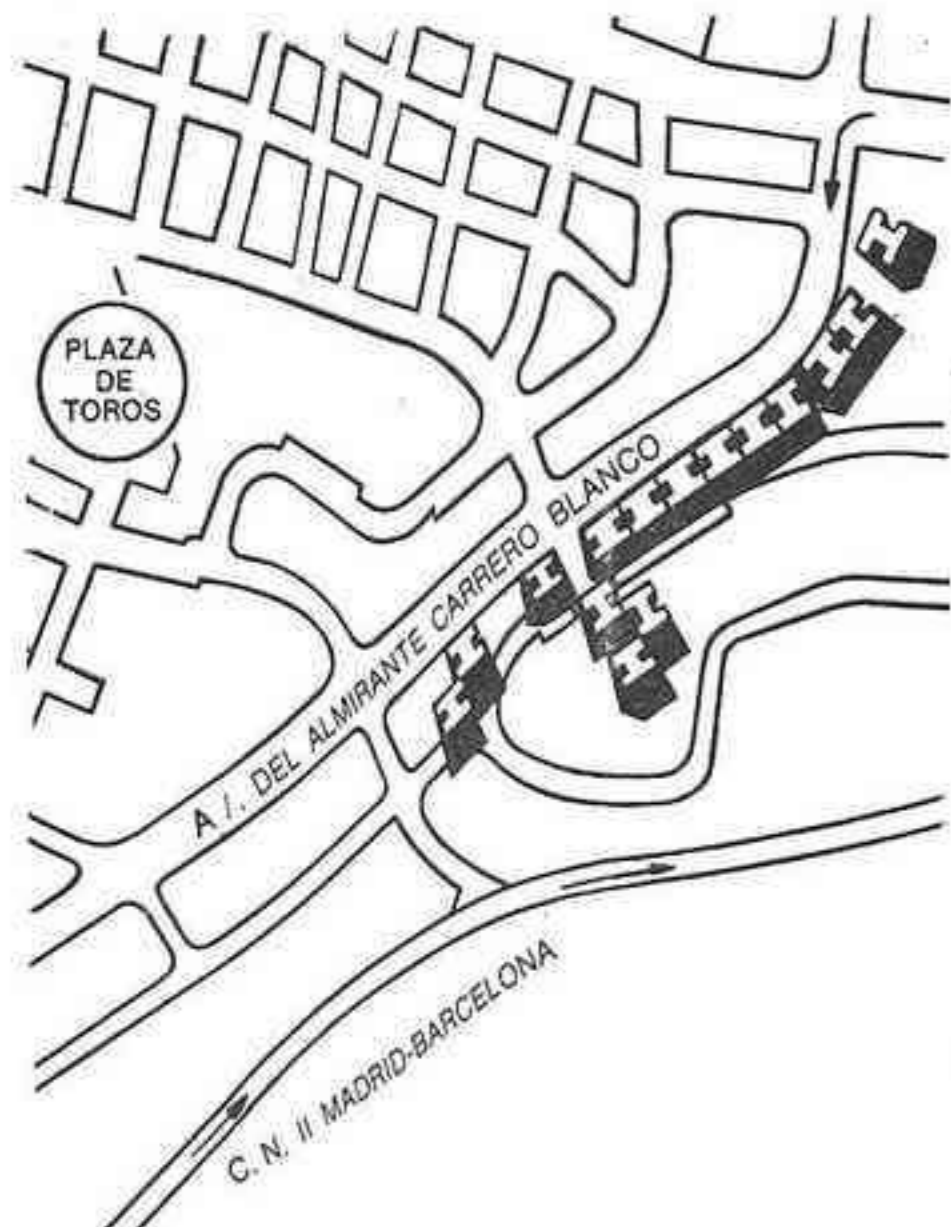 PLAZA
DE
TOROS
A /. DEL ALMIRANTE CARRERO BLANCO
C. N. II MADRID-BARCELONA